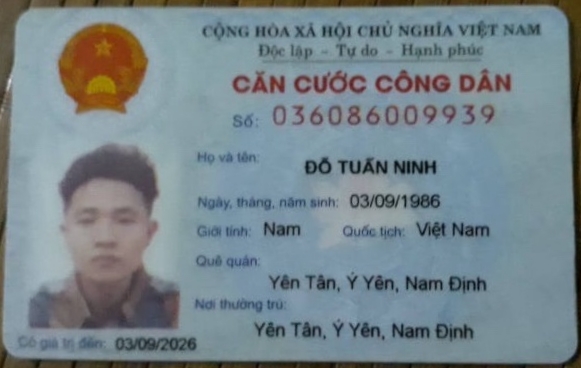 CỘNG HÒA XÃ HỘI CHỦ NGHĨA VIỆT NAM
Độc lập - Tự do - Hạnh phúc
CĂN CƯỚC CÔNG DÂN
Số: 036086009939
Họ và tên: ĐỖ TUẤN NINH
Ngày, tháng, năm sinh: 03/09/1986
Giới tính: Nam Quốc tịch: Việt Nam
Quê quán:
Yên Tân, Ý Yên, Nam Định
Nơi thường trú:
Yên Tân, Ý Yên, Nam Định
Có giá trị đến: 03/09/2026